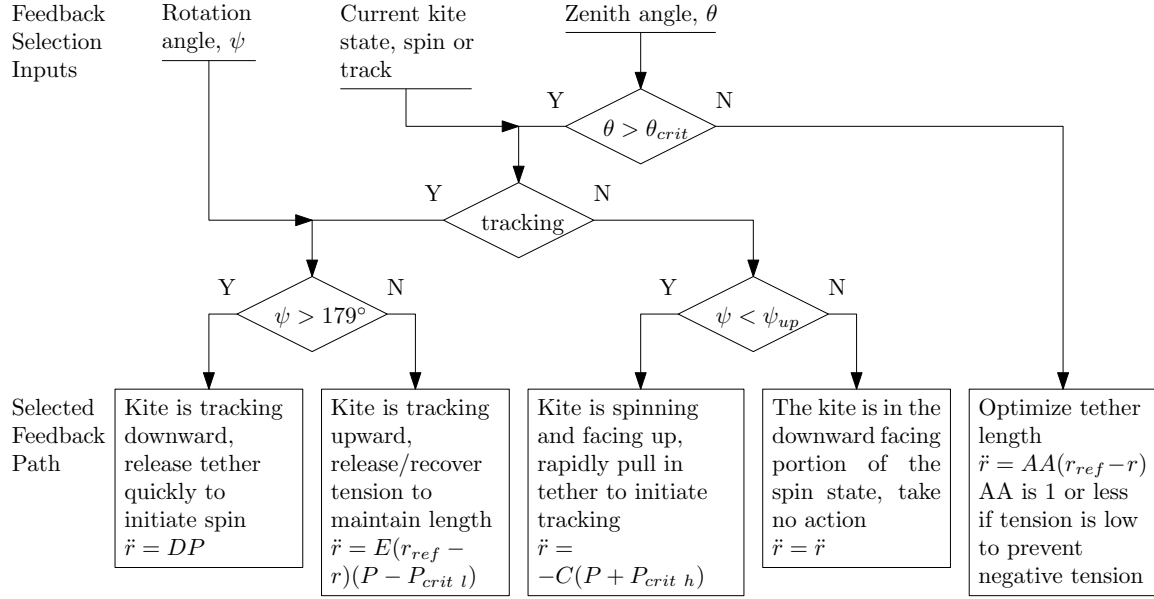 Feedback
Selection
Inputs
Rotation
angle, ψ
Current kite
state, spin or
track
Zenith angle, θ
Y
N
θ > θ_crit
Y
N
tracking
Y
N
ψ > 179°
Y
N
ψ < ψ_up
Selected
Feedback
Path
Kite is tracking
downward,
release tether
quickly to
initiate spin
r̈ = DP
Kite is tracking
upward,
release/recover
tension to
maintain length
r̈ = E(r_ref −
r)(P − P_crit l)
Kite is spinning
and facing up,
rapidly pull in
tether to initiate
tracking
r̈ =
−C(P + P_crit h)
The kite is in the
downward facing
portion of the
spin state, take
no action
r̈ = r̈
Optimize tether
length
r̈ = AA(r_ref − r)
AA is 1 or less
if tension is low
to prevent
negative tension